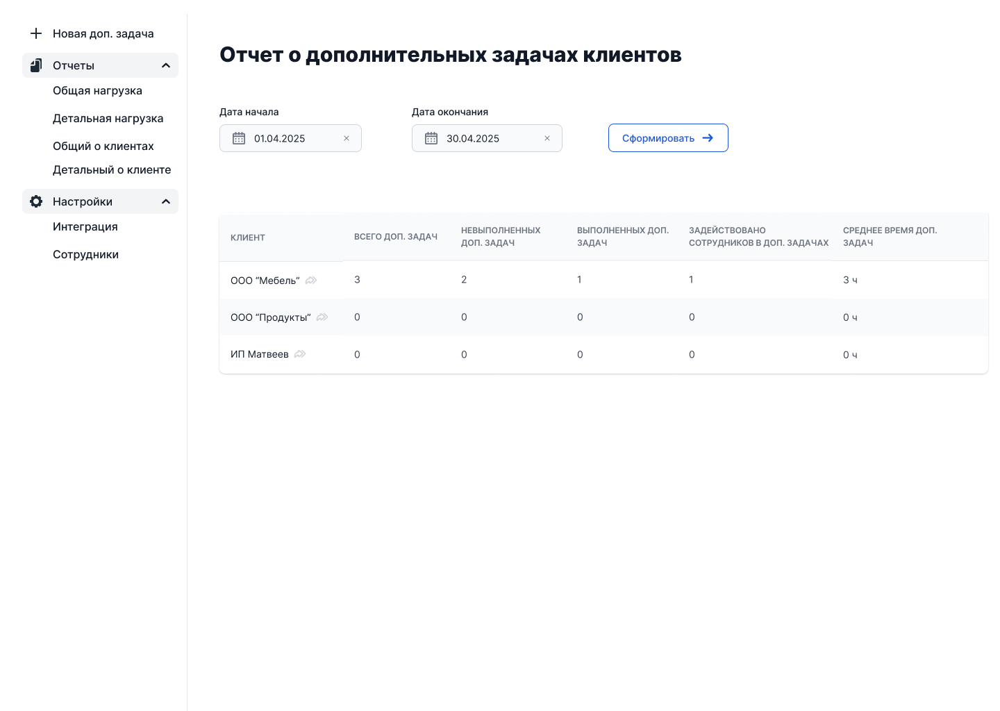 Новая доп. задача
Отчеты
Общая нагрузка
Детальная нагрузка
Общий о клиентах
Детальный о клиенте
Настройки
Интеграция
Сотрудники
Отчет о дополнительных задачах клиентов
Дата начала
Дата окончания
01.04.2025
30.04.2025
Сформировать
КЛИЕНТ
ВСЕГО ДОП. ЗАДАЧ
НЕВЫПОЛНЕННЫХ
ДОП. ЗАДАЧ
ВЫПОЛНЕННЫХ ДОП.
ЗАДАЧ
ЗАДЕЙСТВОВАНО
СОТРУДНИКОВ В ДОП. ЗАДАЧАХ
СРЕДНЕЕ ВРЕМЯ ДОП.
ЗАДАЧ
ООО “Мебель” 3 2 1 1 3 ч
ООО “Продукты” 0 0 0 0 0 ч
ИП Матвеев 0 0 0 0 0 ч